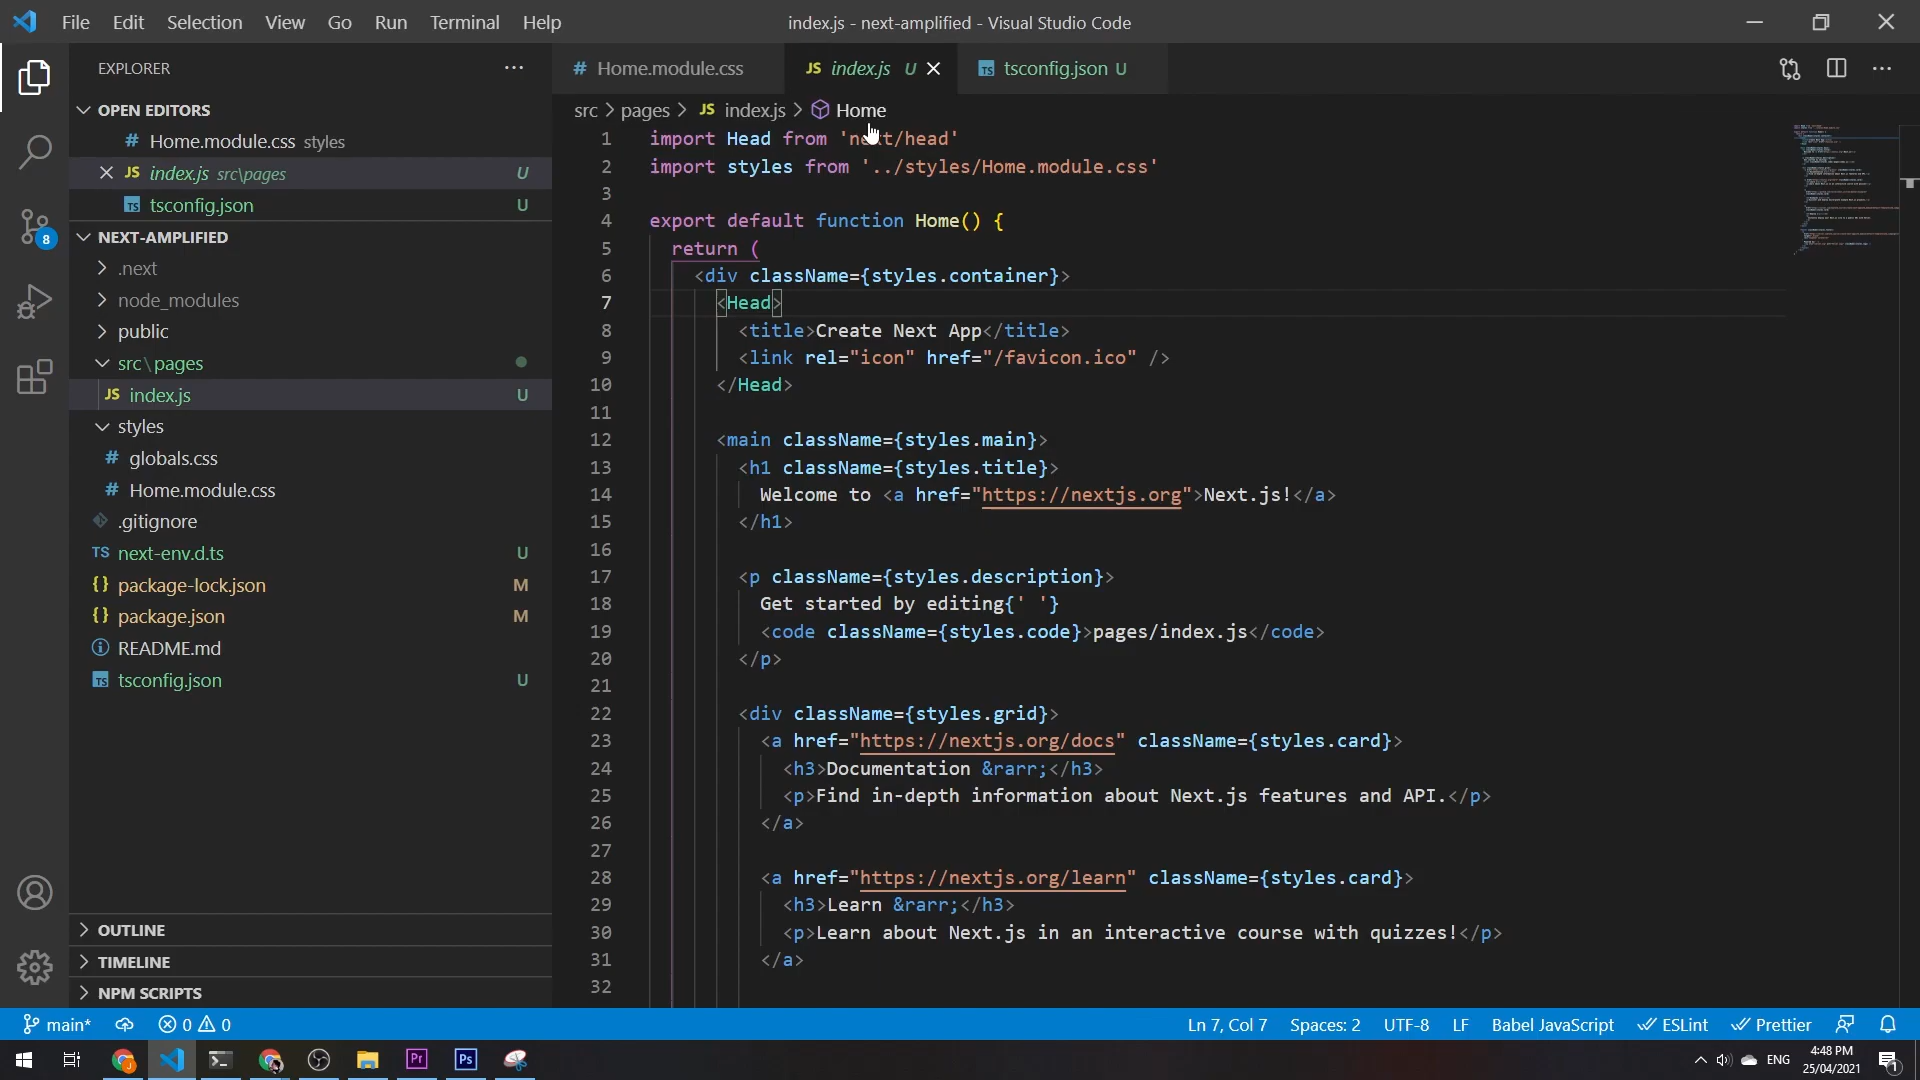 File Edit Selection View Go Run Terminal Help
index.js - next-amplified - Visual Studio Code
EXPLORER
OPEN EDITORS
# Home.module.css styles
JS index.js src\pages U
TS tsconfig.json U
NEXT-AMPLIFIED
.next
node_modules
public
src\pages
JS index.js U
styles
# globals.css
# Home.module.css
.gitignore
TS next-env.d.ts U
{} package-lock.json M
{} package.json M
README.md
TS tsconfig.json U
OUTLINE
TIMELINE
NPM SCRIPTS
8
# Home.module.css
JS index.js U
TS tsconfig.json U
src > pages > JS index.js > Home
1 import Head from 'next/head'
2 import styles from '../styles/Home.module.css'
3
4 export default function Home() {
5 return (
6 <div className={styles.container}>
7 <Head>
8 <title>Create Next App</title>
9 <link rel="icon" href="/favicon.ico" />
10 </Head>
11
12 <main className={styles.main}>
13 <h1 className={styles.title}>
14 Welcome to <a href="https://nextjs.org">Next.js!</a>
15 </h1>
16
17 <p className={styles.description}>
18 Get started by editing{' '}
19 <code className={styles.code}>pages/index.js</code>
20 </p>
21
22 <div className={styles.grid}>
23 <a href="https://nextjs.org/docs" className={styles.card}>
24 <h3>Documentation &rarr;</h3>
25 <p>Find in-depth information about Next.js features and API.</p>
26 </a>
27
28 <a href="https://nextjs.org/learn" className={styles.card}>
29 <h3>Learn &rarr;</h3>
30 <p>Learn about Next.js in an interactive course with quizzes!</p>
31 </a>
32
main* 0 0 Ln 7, Col 7 Spaces: 2 UTF-8 LF Babel JavaScript ESLint Prettier
Pr Ps ENG 4:48 PM
25/04/2021 1